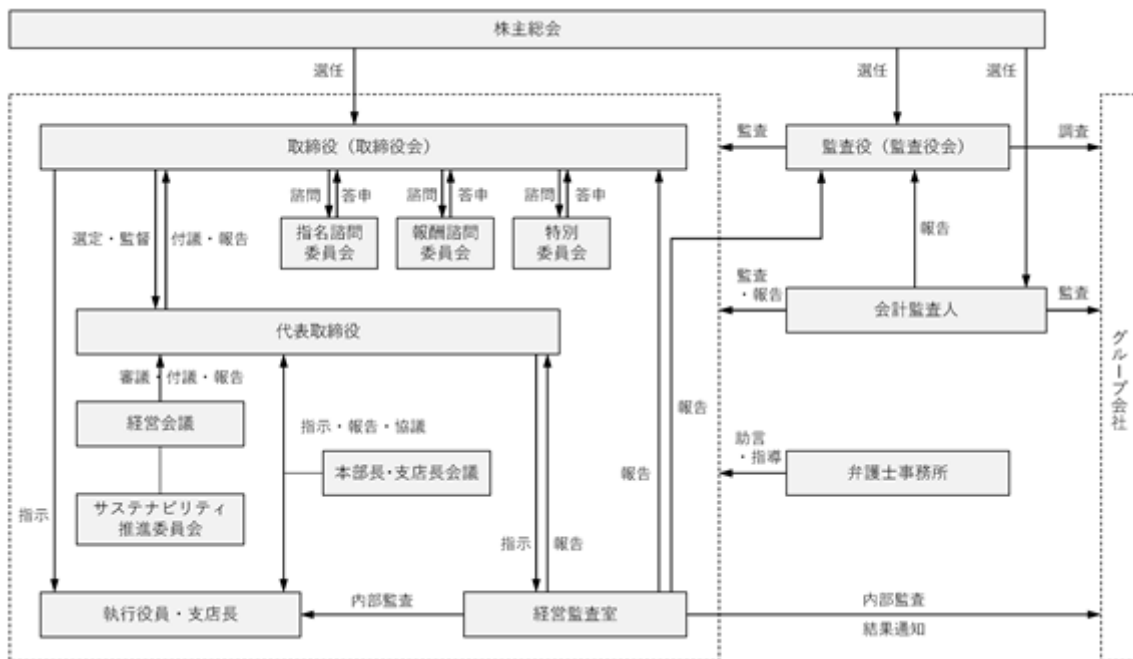 株主総会
選任
選任
選任
取締役（取締役会）
監査
監査役（監査役会）
調査
諮問
答申
諮問
答申
諮問
答申
指名諮問
委員会
報酬諮問
委員会
特別
委員会
選定・監督
付議・報告
報告
監査
・報告
会計監査人
監査
代表取締役
グループ会社
審議・付議・報告
経営会議
指示・報告・協議
報告
助言
・指導
弁護士事務所
本部長・支店長会議
報告
サステナビリティ
推進委員会
指示
指示
報告
執行役員・支店長
内部監査
経営監査室
内部監査
結果通知